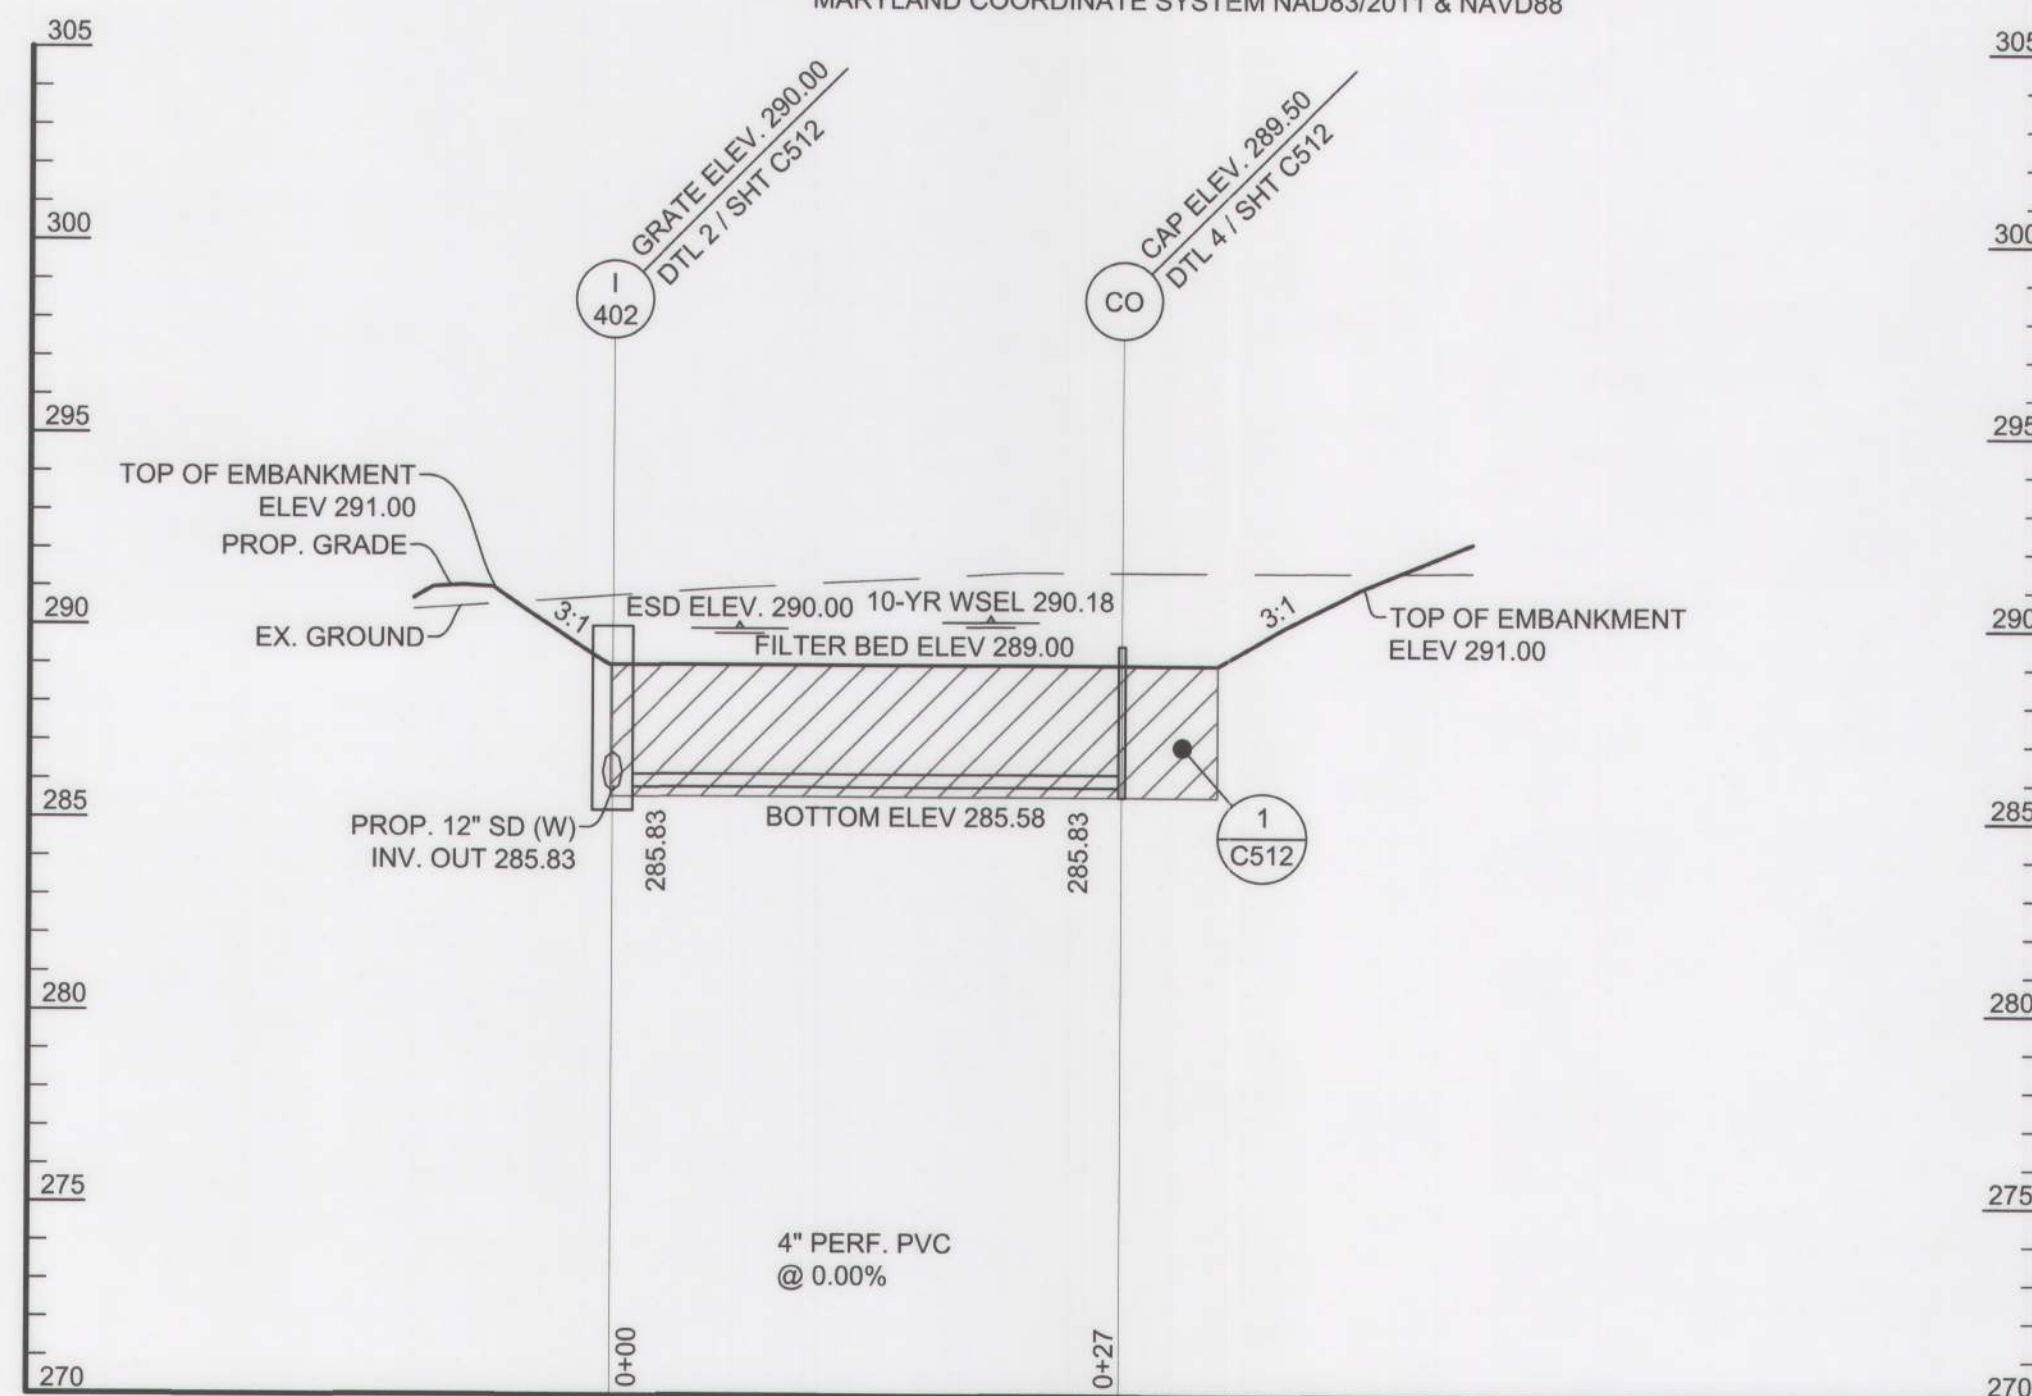 MARYLAND COORDINATE SYSTEM NAD83/2011 & NAVD88
305
305
GRATE ELEV. 290.00
DTL 2 / SHT C512
CAP ELEV. 289.50
DTL 4 / SHT C512
300
300
I
402
CO
295
295
TOP OF EMBANKMENT
ELEV 291.00
PROP. GRADE
EX. GROUND
290
290
3:1
ESD ELEV. 290.00
10-YR WSEL 290.18
FILTER BED ELEV 289.00
3:1
TOP OF EMBANKMENT
ELEV 291.00
285
285
PROP. 12" SD (W)
INV. OUT 285.83
285.83
BOTTOM ELEV 285.58
285.83
1
C512
280
280
275
275
4" PERF. PVC
@ 0.00%
0+00
0+27
270
270